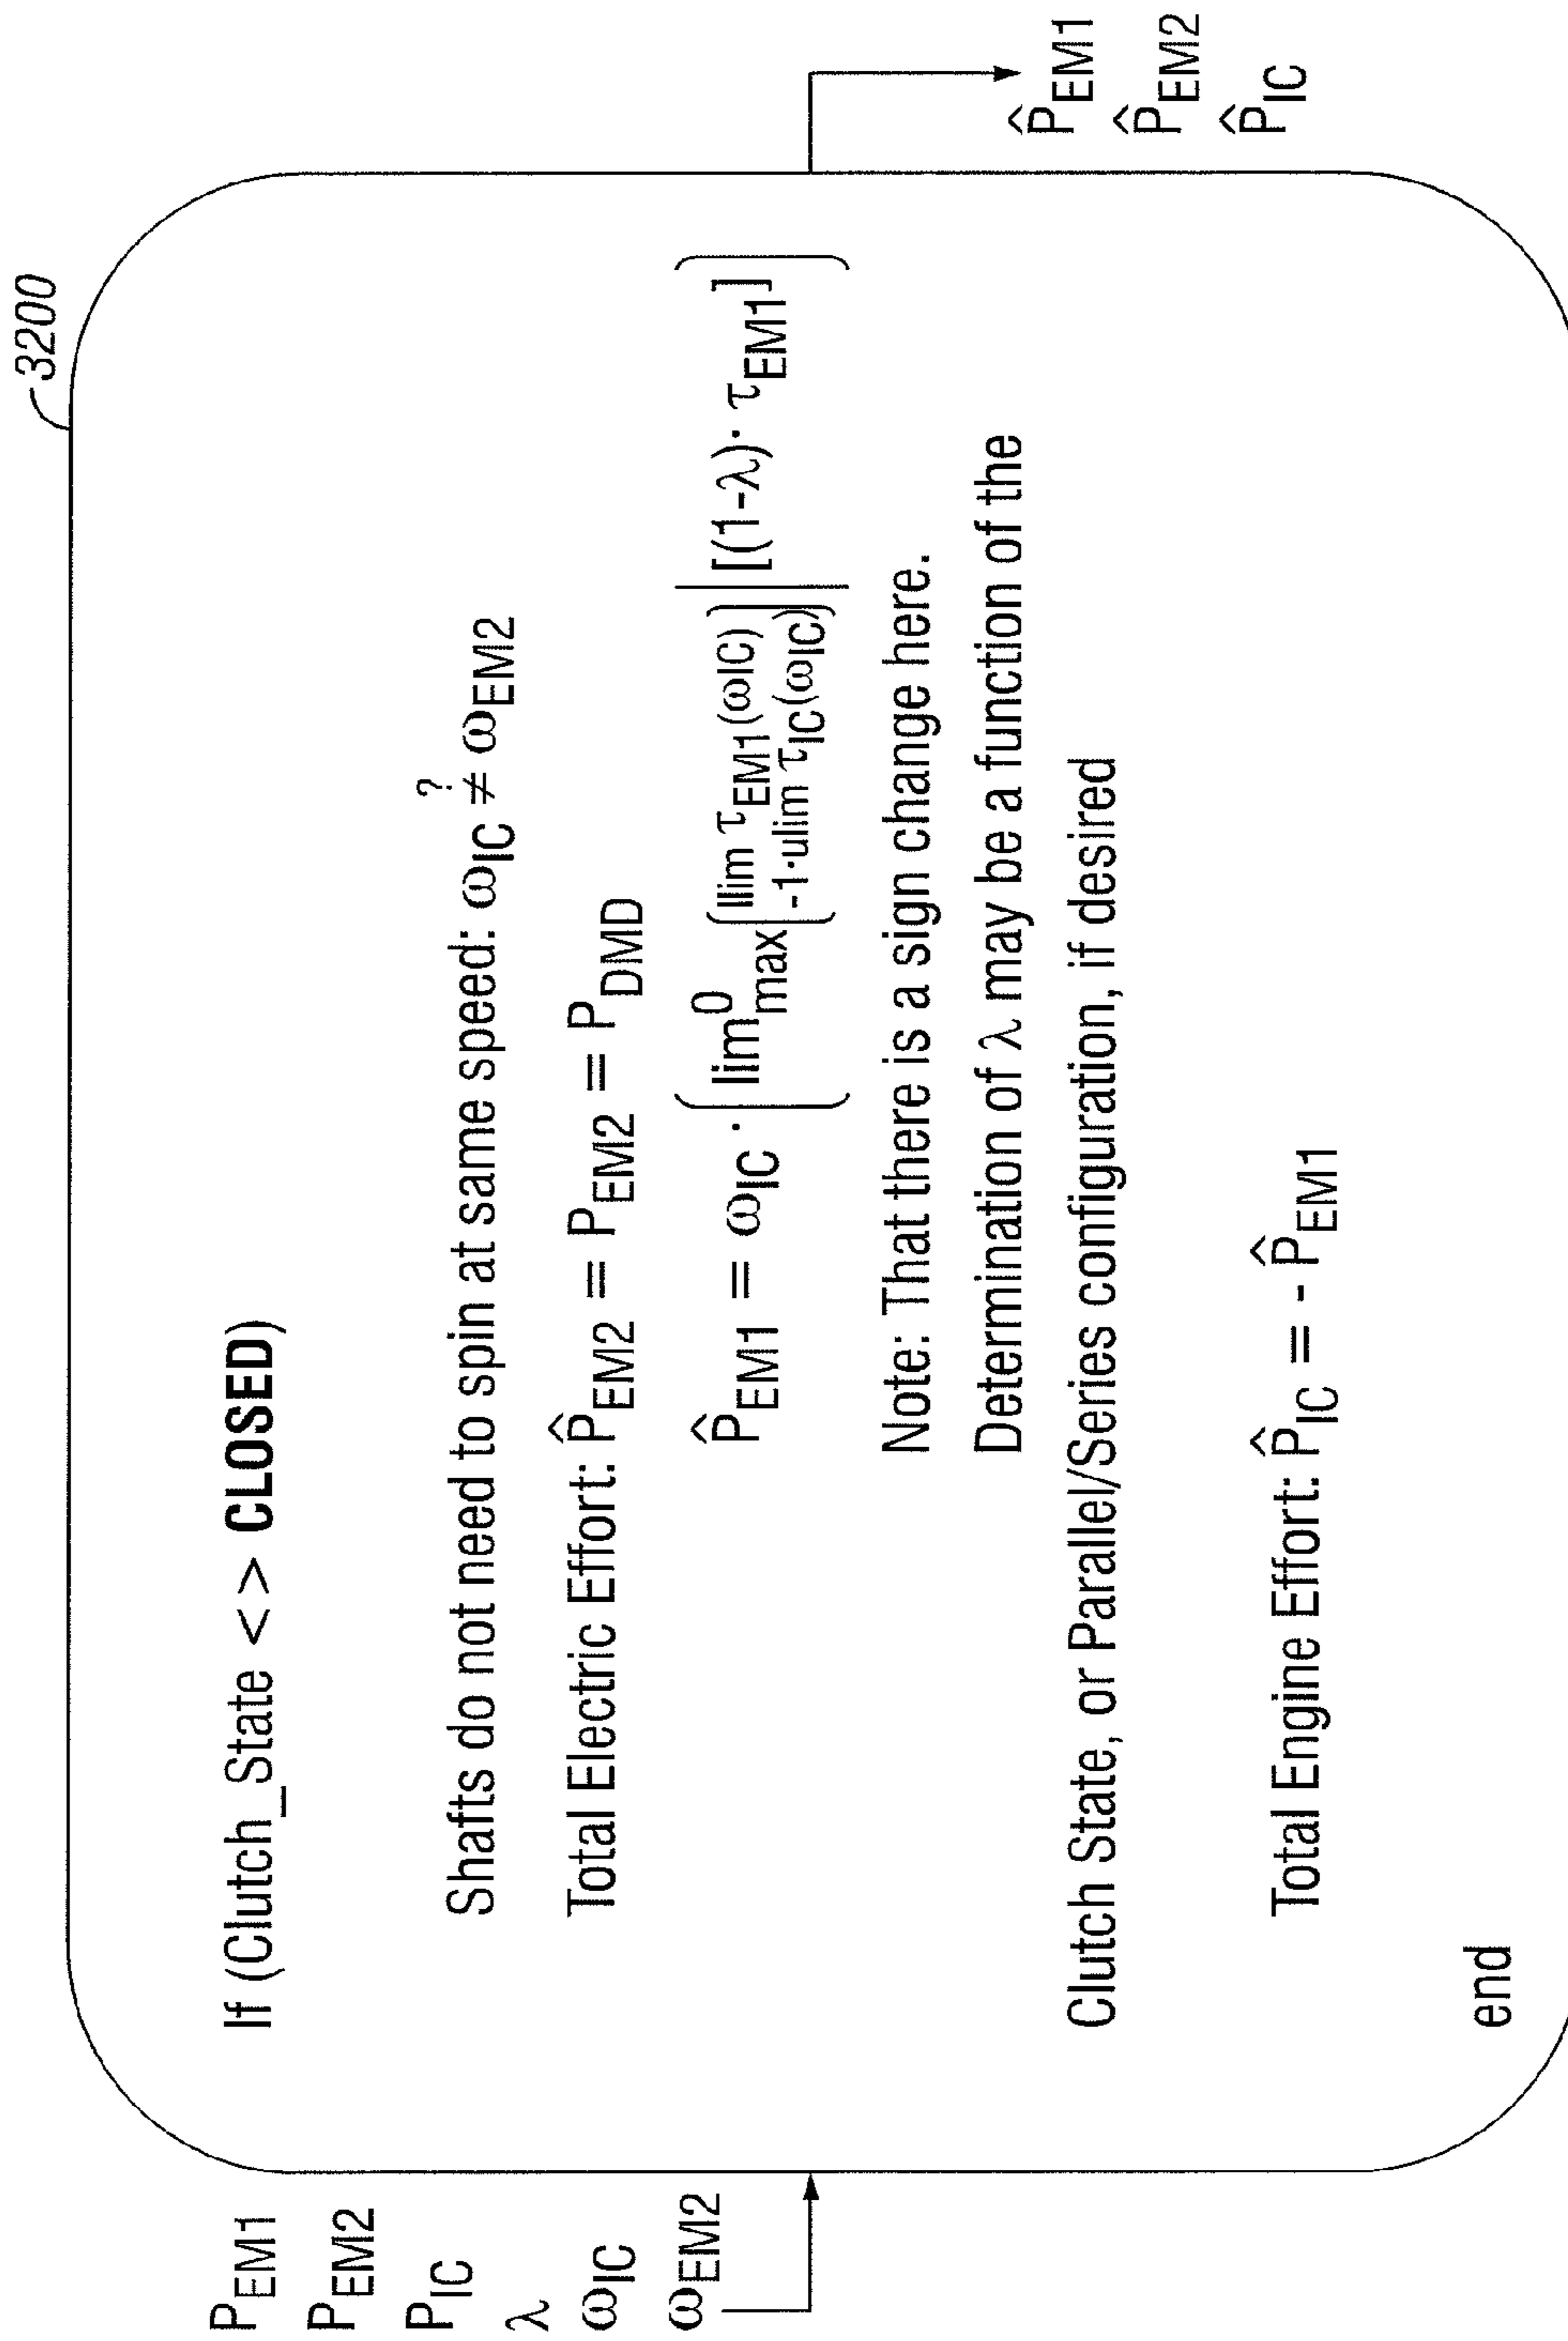 3200
P_EM1
P_EM2
P_IC
λ
ω_IC
ω_EM2
If (Clutch_State < > CLOSED)
Shafts do not need to spin at same speed: ω_IC ≠? ω_EM2
Total Electric Effort: P̂_EM2 = P_EM2 = P_DMD
P̂_EM1 = ω_IC · ( lim^0_max( llim τ_EM1(ω_IC) -1·ulim τ_IC(ω_IC) ) | [(1-λ)· τ_EM1] )
Note: That there is a sign change here.
Determination of λ may be a function of the
Clutch State, or Parallel/Series configuration, if desired
Total Engine Effort: P̂_IC = - P̂_EM1
end
P̂_EM1
P̂_EM2
P̂_IC